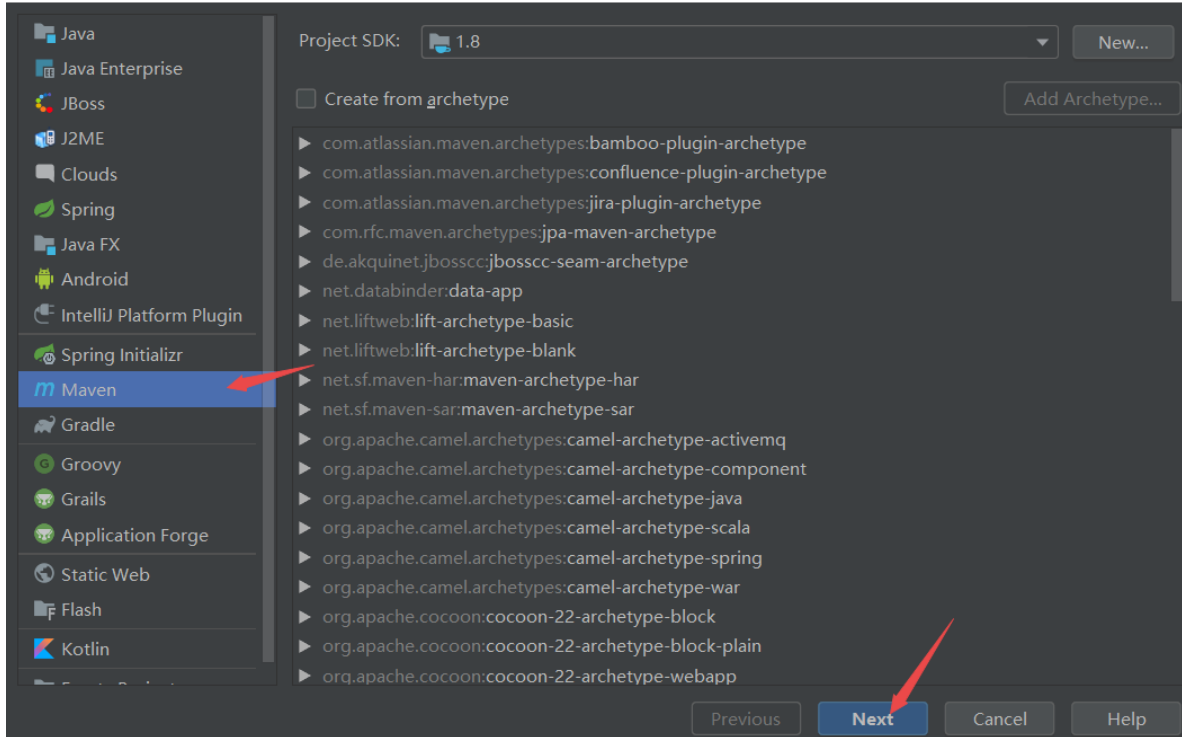 Java
Java Enterprise
JBoss
J2ME
Clouds
Spring
Java FX
Android
IntelliJ Platform Plugin
Spring Initializr
Maven
Gradle
Groovy
Grails
Application Forge
Static Web
Flash
Kotlin
Project SDK: 1.8 New...
Create from archetype Add Archetype...
com.atlassian.maven.archetypes:bamboo-plugin-archetype
com.atlassian.maven.archetypes:confluence-plugin-archetype
com.atlassian.maven.archetypes:jira-plugin-archetype
com.rfc.maven.archetypes:jpa-maven-archetype
de.akquinet.jbosscc:jbosscc-seam-archetype
net.databinder:data-app
net.liftweb:lift-archetype-basic
net.liftweb:lift-archetype-blank
net.sf.maven-har:maven-archetype-har
net.sf.maven-sar:maven-archetype-sar
org.apache.camel.archetypes:camel-archetype-activemq
org.apache.camel.archetypes:camel-archetype-component
org.apache.camel.archetypes:camel-archetype-java
org.apache.camel.archetypes:camel-archetype-scala
org.apache.camel.archetypes:camel-archetype-spring
org.apache.camel.archetypes:camel-archetype-war
org.apache.cocoon:cocoon-22-archetype-block
org.apache.cocoon:cocoon-22-archetype-block-plain
org.apache.cocoon:cocoon-22-archetype-webapp
Previous Next Cancel Help